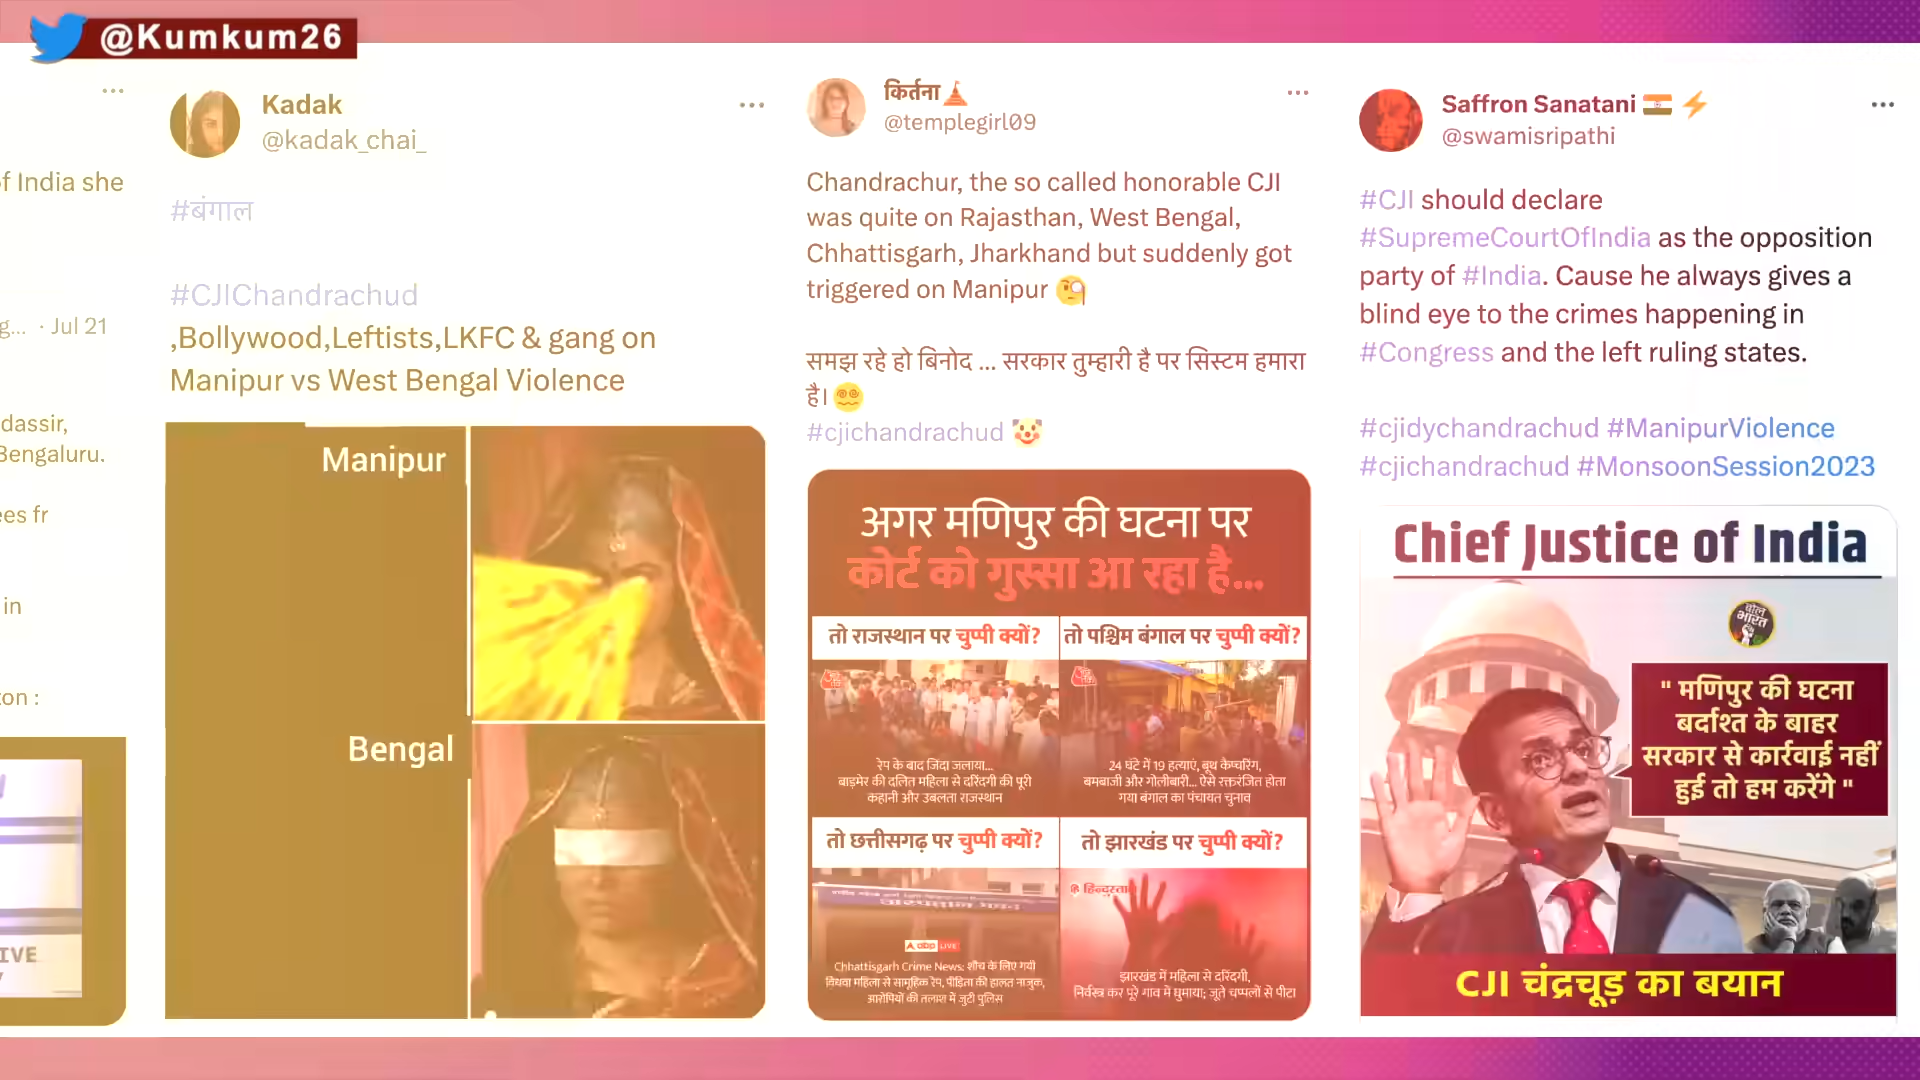 @Kumkum26
of India she
Jul 21
dassir,
Bengaluru.
ees fr
in
ton :
IVE
Kadak
@kadak_chai_
#बंगाल
#CJIChandrachud
,Bollywood,Leftists,LKFC & gang on
Manipur vs West Bengal Violence
Manipur
Bengal
किर्तना
@templegirl09
Chandrachur, the so called honorable CJI
was quite on Rajasthan, West Bengal,
Chhattisgarh, Jharkhand but suddenly got
triggered on Manipur 🧐
समझ रहे हो बिनोद ... सरकार तुम्हारी है पर सिस्टम हमारा
है। 😵‍💫
#cjichandrachud 🤡
अगर मणिपुर की घटना पर
कोर्ट को गुस्सा आ रहा है...
तो राजस्थान पर चुप्पी क्यों?
रेप के बाद जिंदा जलाया...
बाड़मेर की दलित महिला से दरिंदगी की पूरी
कहानी और उबलता राजस्थान
तो पश्चिम बंगाल पर चुप्पी क्यों?
24 घंटे में 19 हत्याएं, बूथ कैप्चरिंग,
बमबाजी और गोलीबारी... ऐसे रक्तरंजित होता
गया बंगाल का पंचायत चुनाव
तो छत्तीसगढ़ पर चुप्पी क्यों?
abp LIVE
Chhattisgarh Crime News: शौच के लिए गयी
विधवा महिला से सामूहिक रेप, पीड़िता की हालत नाजुक,
आरोपियों की तलाश में जुटी पुलिस
तो झारखंड पर चुप्पी क्यों?
हिन्दुस्तान
झारखंड में महिला से दरिंदगी,
निर्वस्त्र कर पूरे गाव में घुमाया; जूते चप्पलों से पीटा
Saffron Sanatani 🇮🇳 ⚡
@swamisripathi
#CJI should declare
#SupremeCourtOfIndia as the opposition
party of #India. Cause he always gives a
blind eye to the crimes happening in
#Congress and the left ruling states.
#cjidychandrachud #ManipurViolence
#cjichandrachud #MonsoonSession2023
Chief Justice of India
बोल
भारत
" मणिपुर की घटना
बर्दाश्त के बाहर
सरकार से कार्रवाई नहीं
हुई तो हम करेंगे "
CJI चंद्रचूड़ का बयान